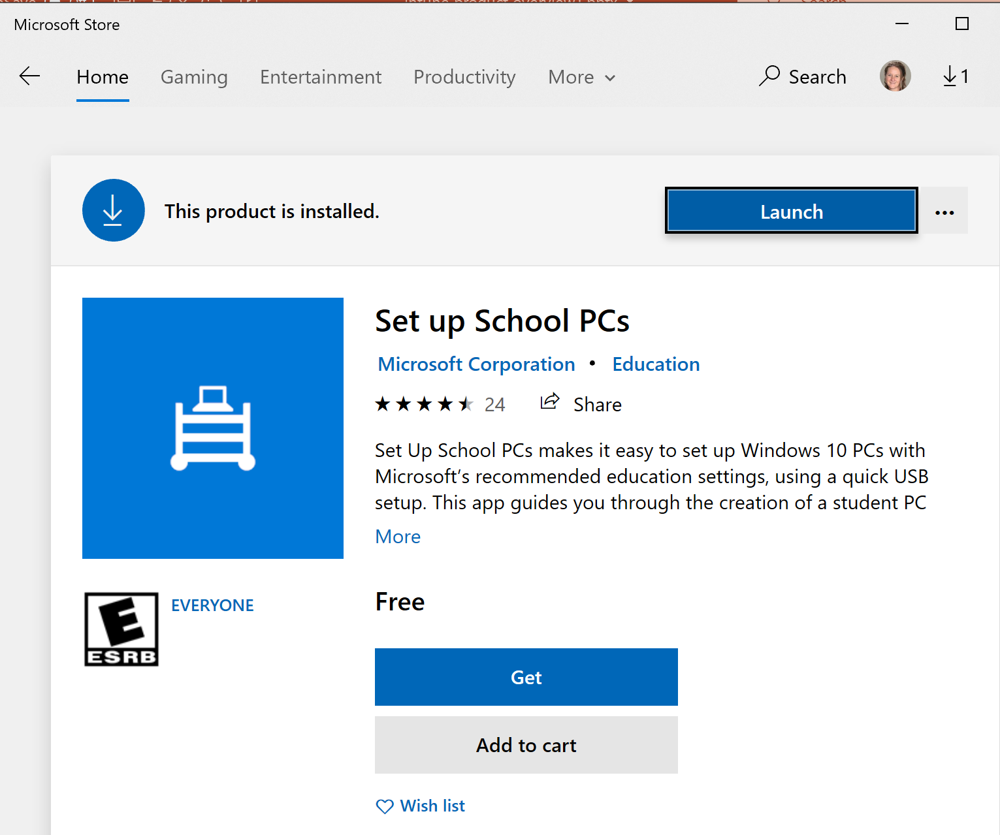 Microsoft Store
Home Gaming Entertainment Productivity More Search 1
This product is installed. Launch
Set up School PCs
Microsoft Corporation • Education
24 Share
Set Up School PCs makes it easy to set up Windows 10 PCs with
Microsoft’s recommended education settings, using a quick USB
setup. This app guides you through the creation of a student PC
More
E
ESRB
EVERYONE
Free
Get
Add to cart
Wish list